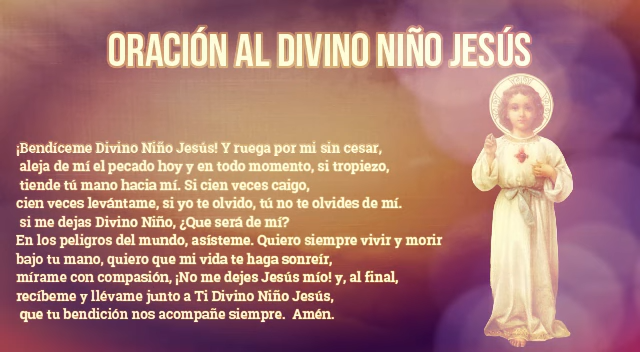 ORACIÓN AL DIVINO NIÑO JESÚS
¡Bendíceme Divino Niño Jesús! Y ruega por mi sin cesar,
aleja de mí el pecado hoy y en todo momento, si tropiezo,
tiende tú mano hacia mí. Si cien veces caigo,
cien veces levántame, si yo te olvido, tú no te olvides de mí.
si me dejas Divino Niño, ¿Que será de mí?
En los peligros del mundo, asísteme. Quiero siempre vivir y morir
bajo tu mano, quiero que mi vida te haga sonreír,
mírame con compasión, ¡No me dejes Jesús mío! y, al final,
recíbeme y llévame junto a Ti Divino Niño Jesús,
que tu bendición nos acompañe siempre. Amén.